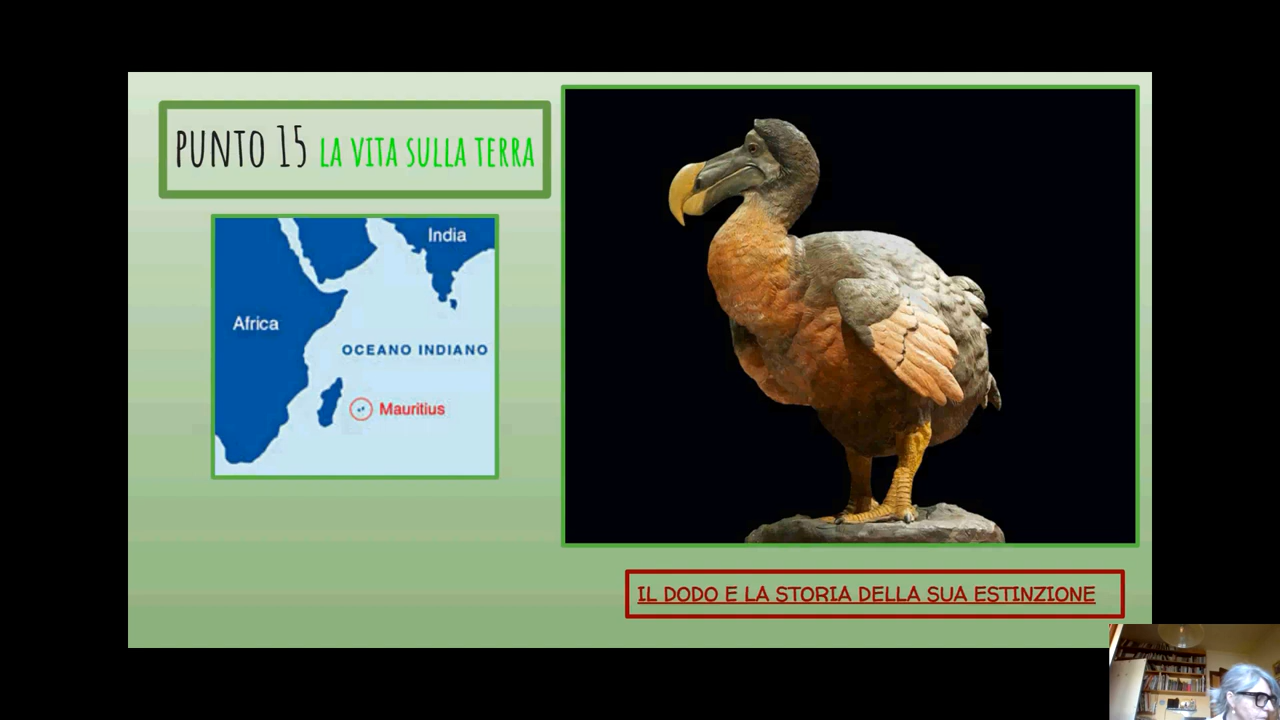 PUNTO 15 LA VITA SULLA TERRA
India
Africa
OCEANO INDIANO
Mauritius
IL DODO E LA STORIA DELLA SUA ESTINZIONE